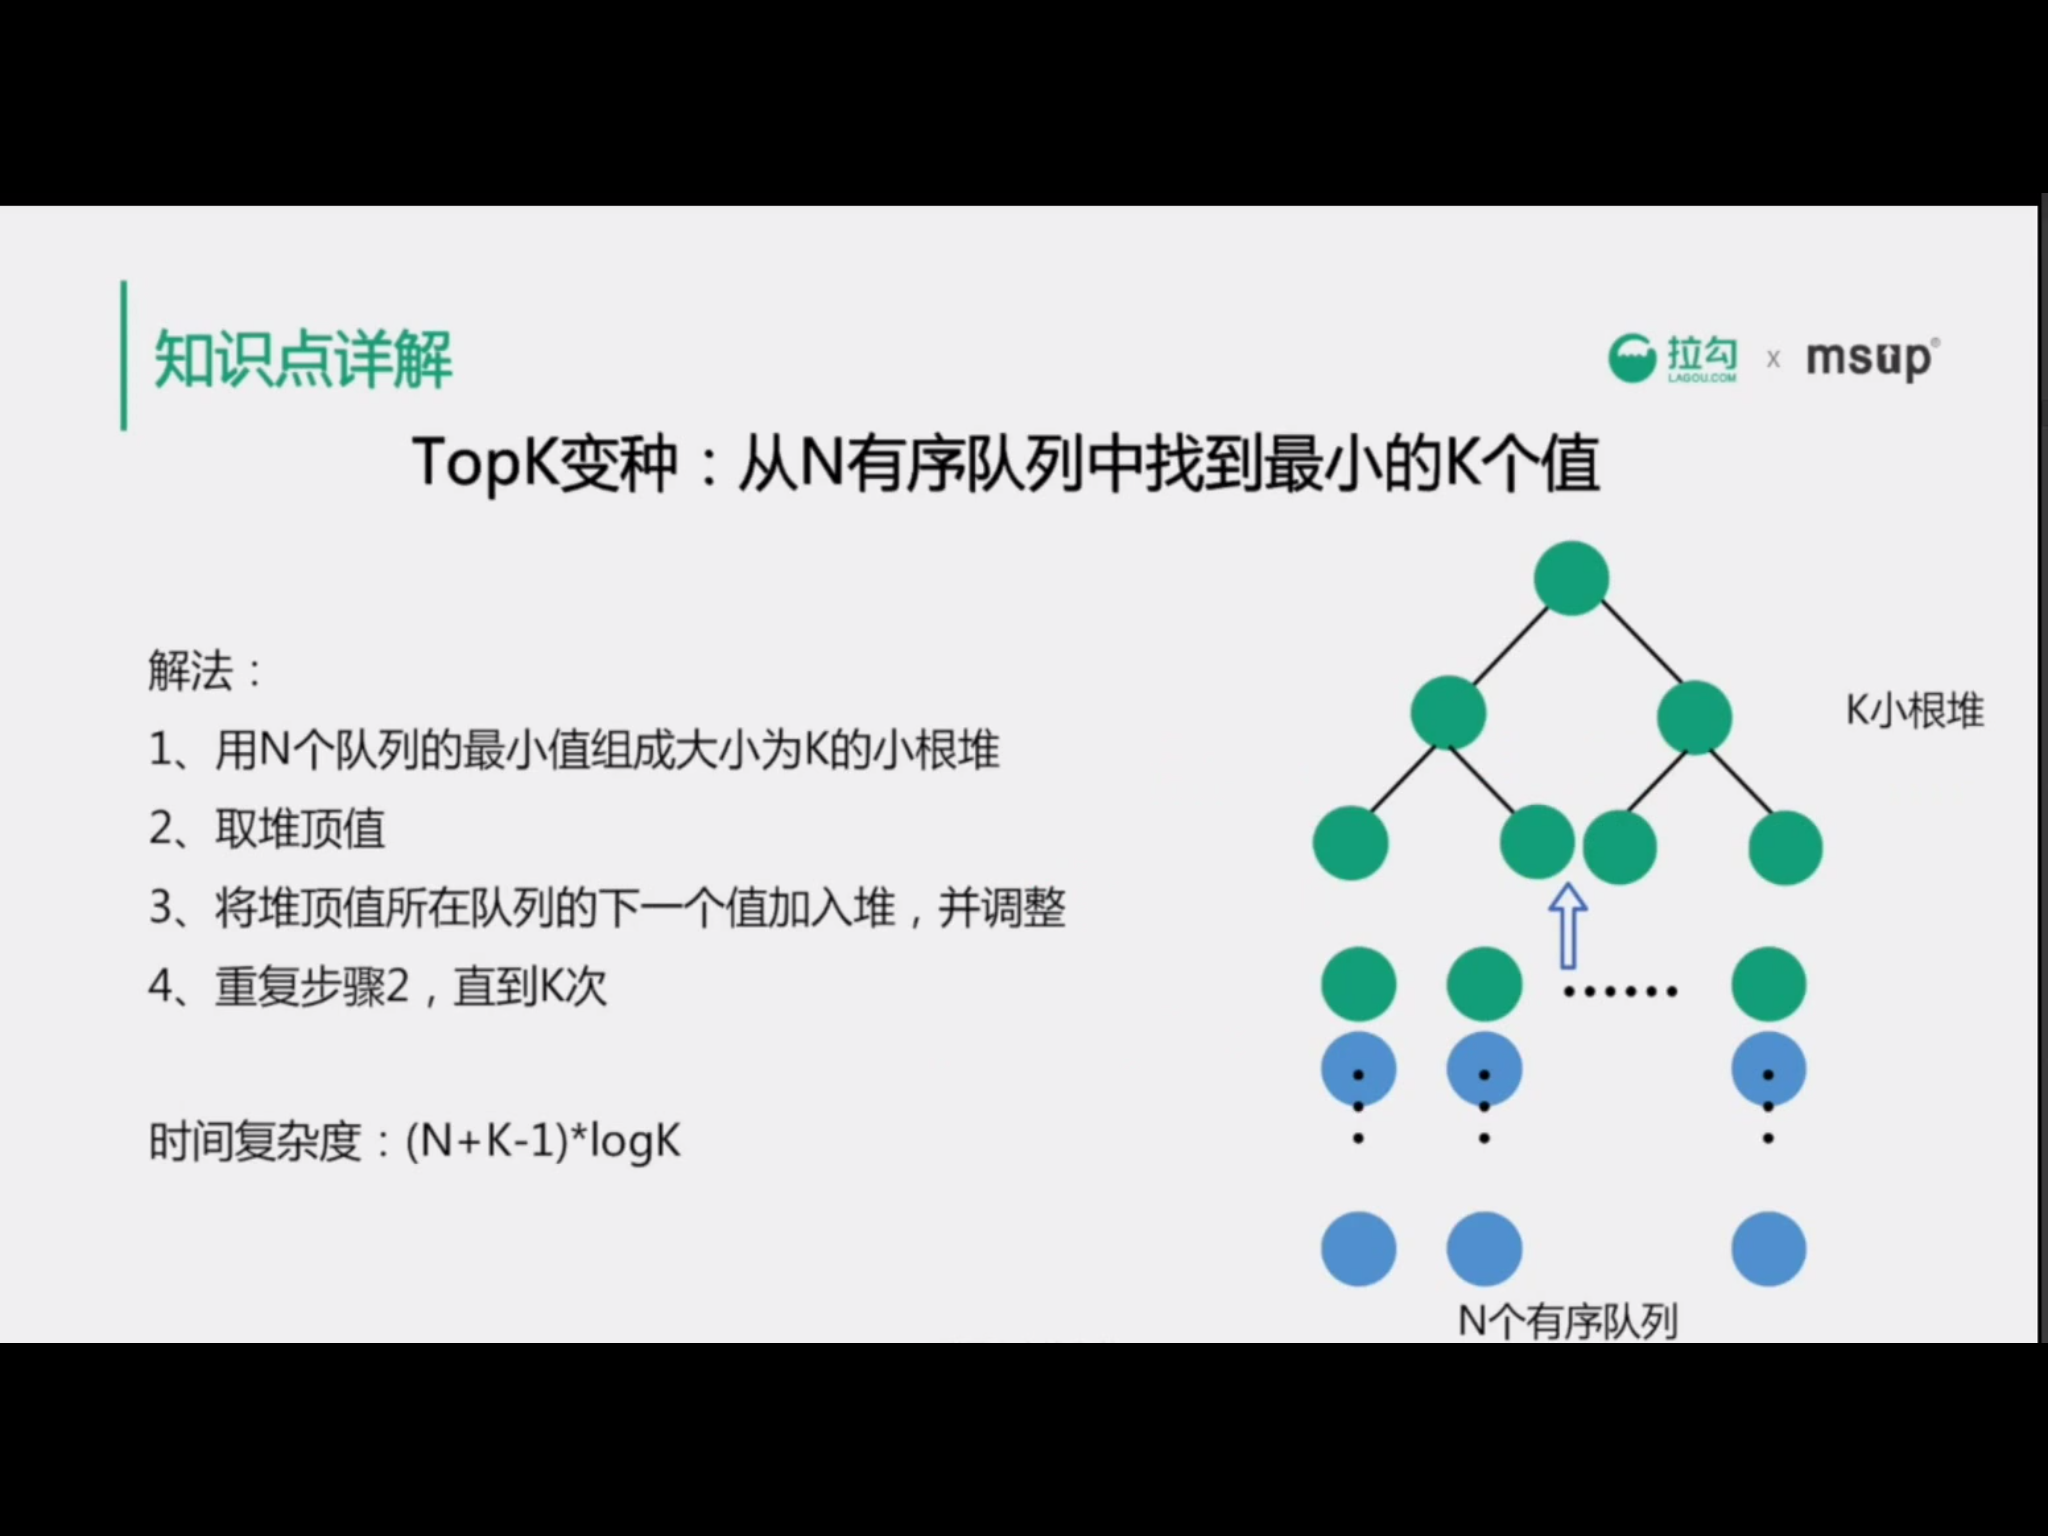 知识点详解
拉勾
LAGOU.COM
x
msup®
TopK变种：从N有序队列中找到最小的K个值
解法：
1、用N个队列的最小值组成大小为K的小根堆
2、取堆顶值
3、将堆顶值所在队列的下一个值加入堆，并调整
4、重复步骤2，直到K次
时间复杂度：(N+K-1)*logK
K小根堆
N个有序队列